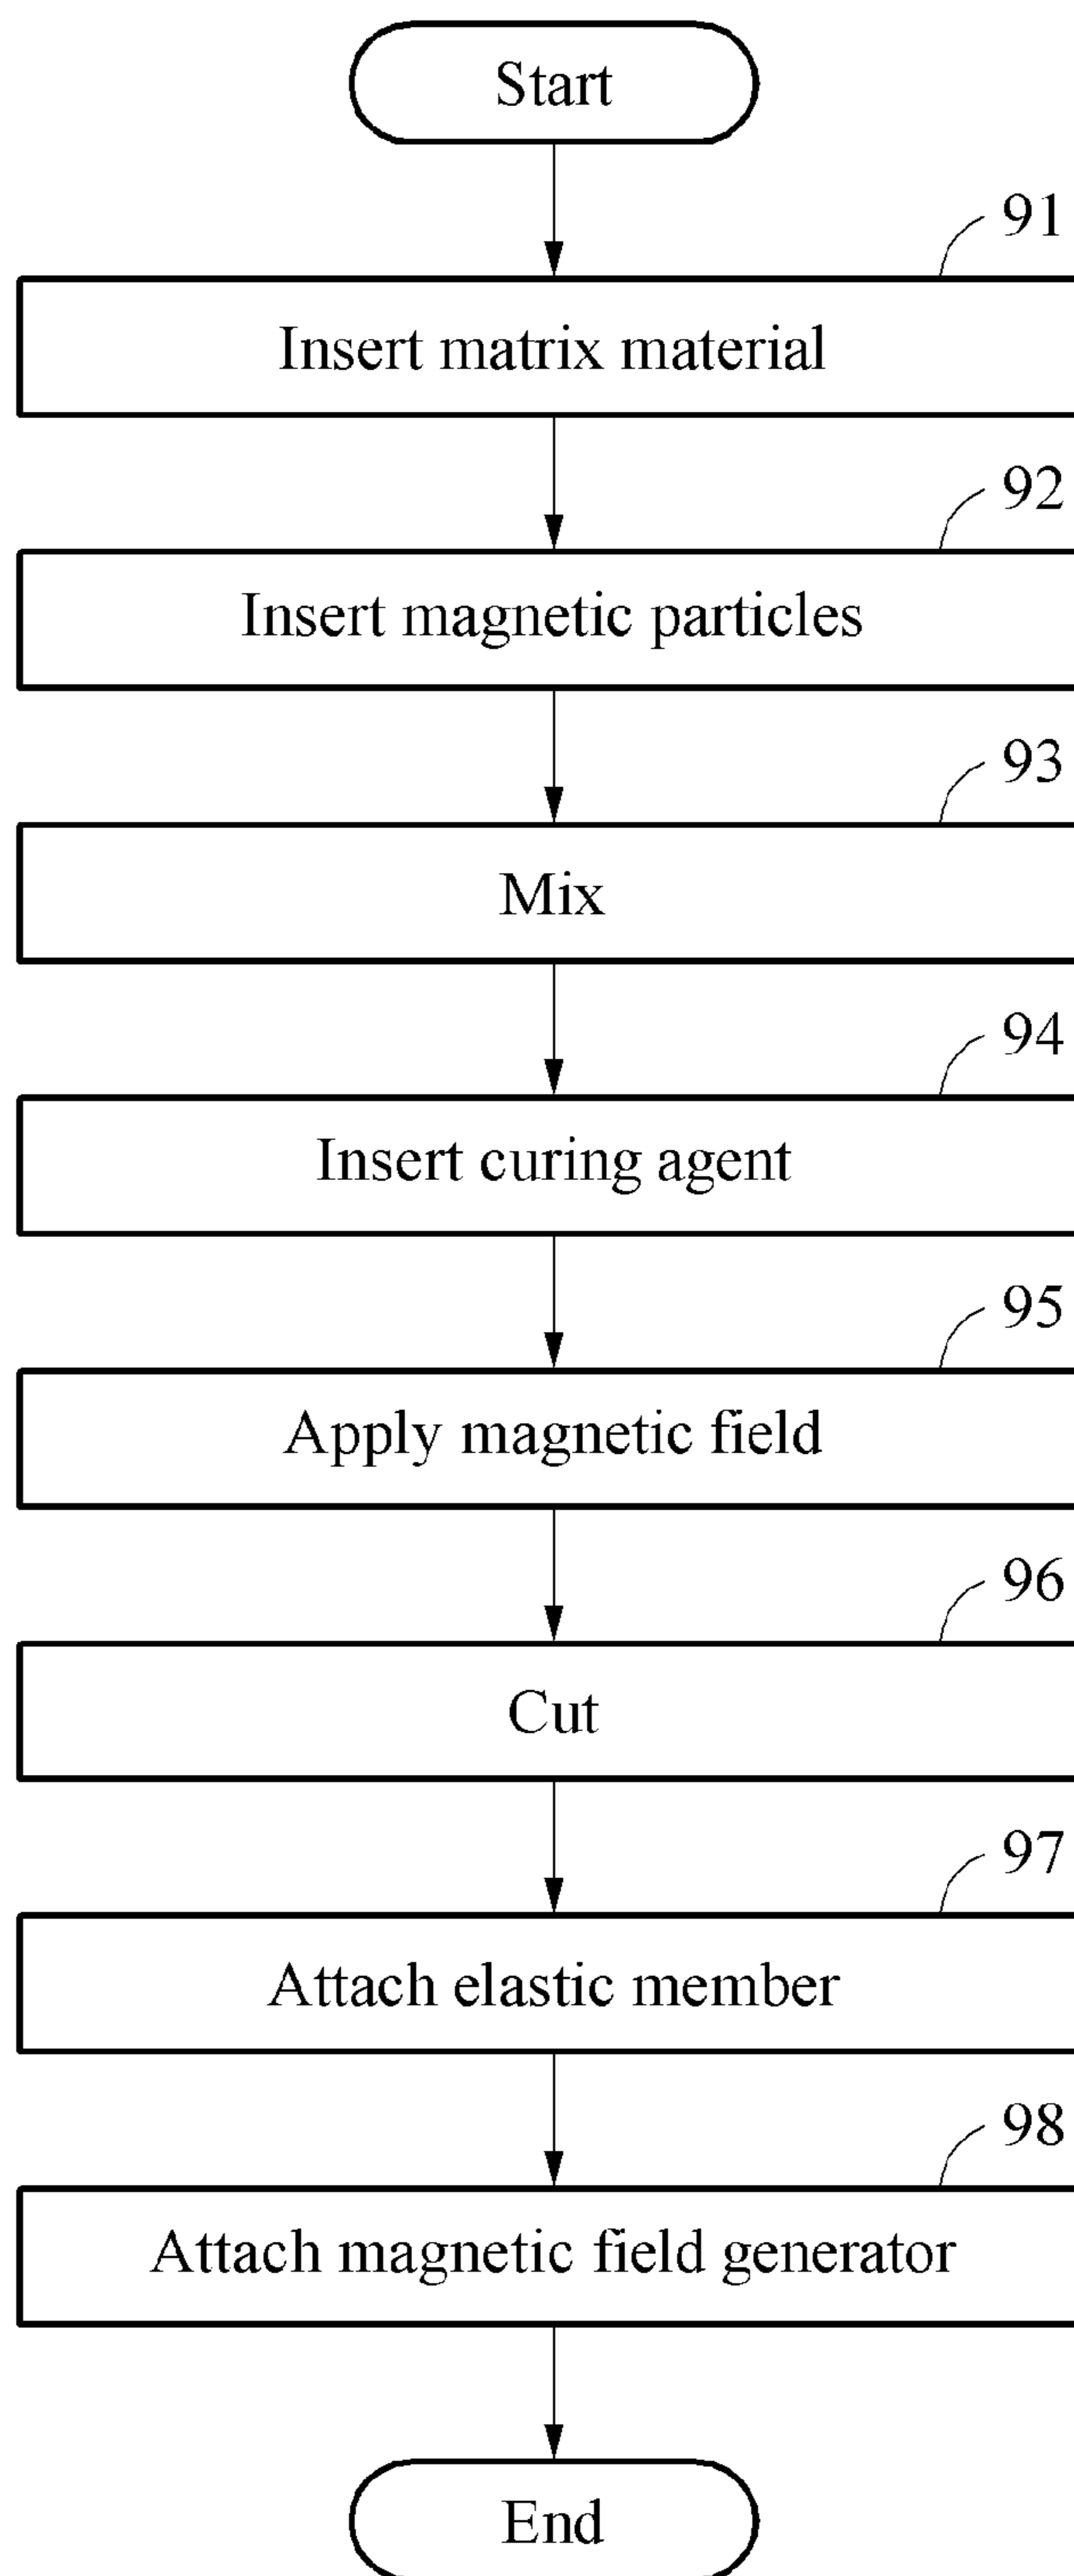 Start
91
Insert matrix material
92
Insert magnetic particles
93
Mix
94
Insert curing agent
95
Apply magnetic field
96
Cut
97
Attach elastic member
98
Attach magnetic field generator
End